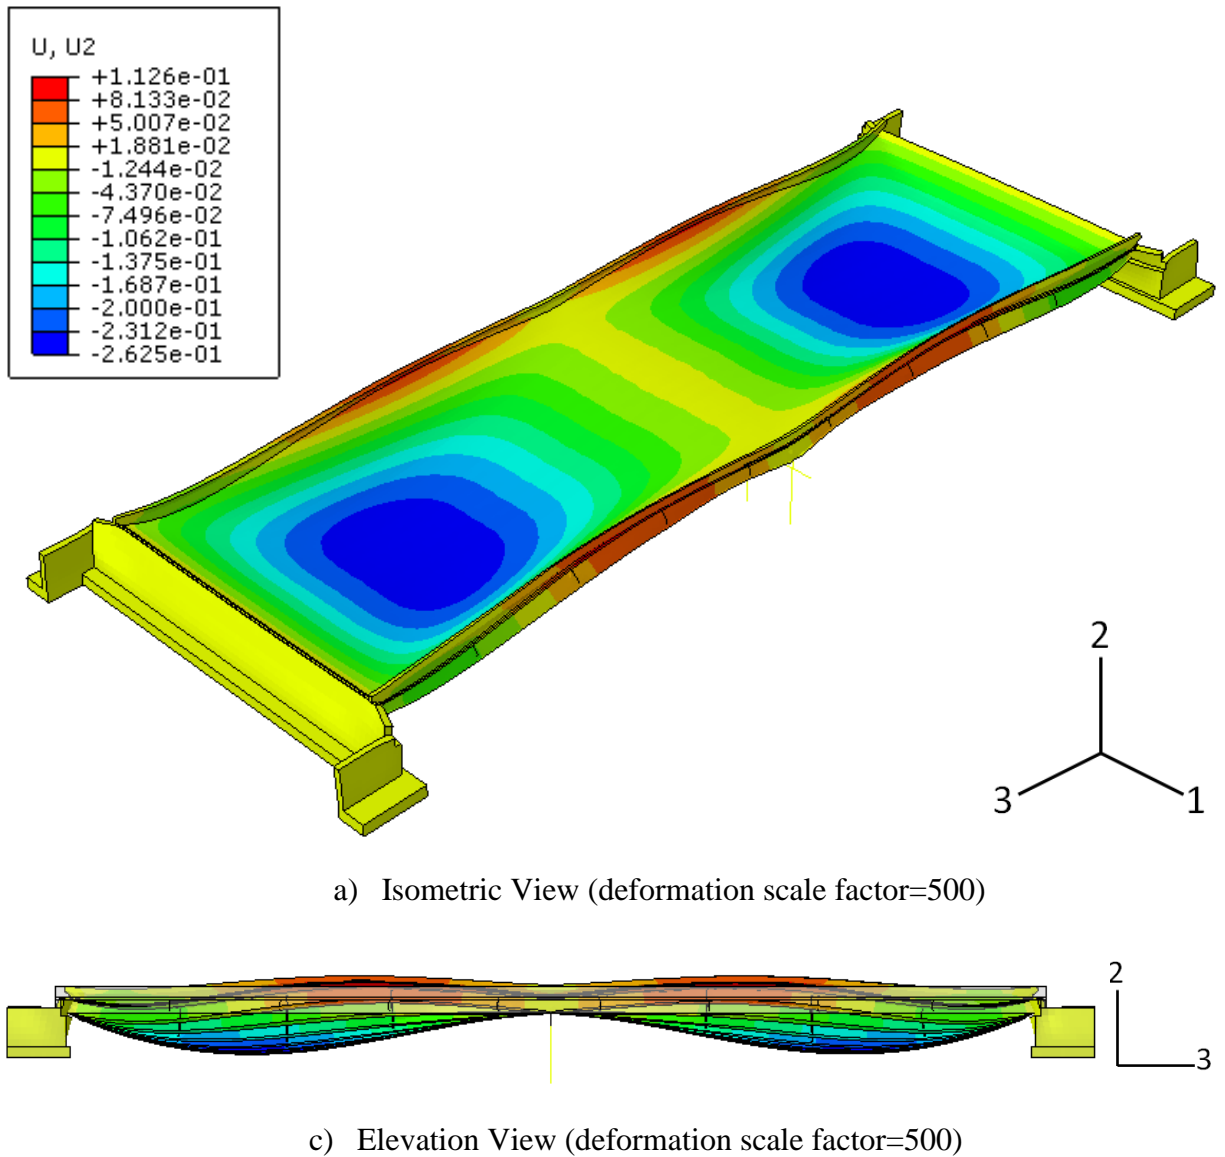 U, U2
+1.126e-01
+8.133e-02
+5.007e-02
+1.881e-02
-1.244e-02
-4.370e-02
-7.496e-02
-1.062e-01
-1.375e-01
-1.687e-01
-2.000e-01
-2.312e-01
-2.625e-01
2
3
1
a) Isometric View (deformation scale factor=500)
2
3
c) Elevation View (deformation scale factor=500)